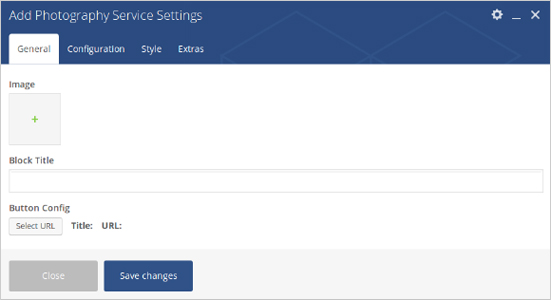 Add Photography Service Settings
General Configuration Style Extras
Image
+
Block Title
Button Config
Select URL Title: URL:
Close Save changes